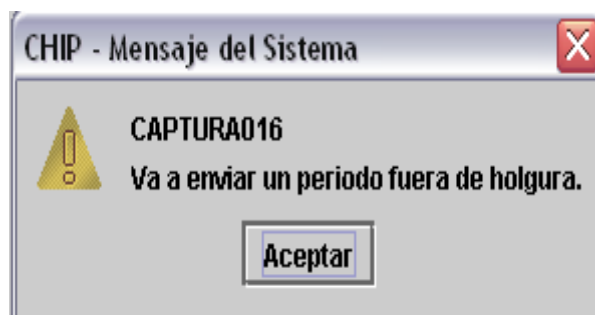 CHIP - Mensaje del Sistema
CAPTURA016
Va a enviar un periodo fuera de holgura.
Aceptar